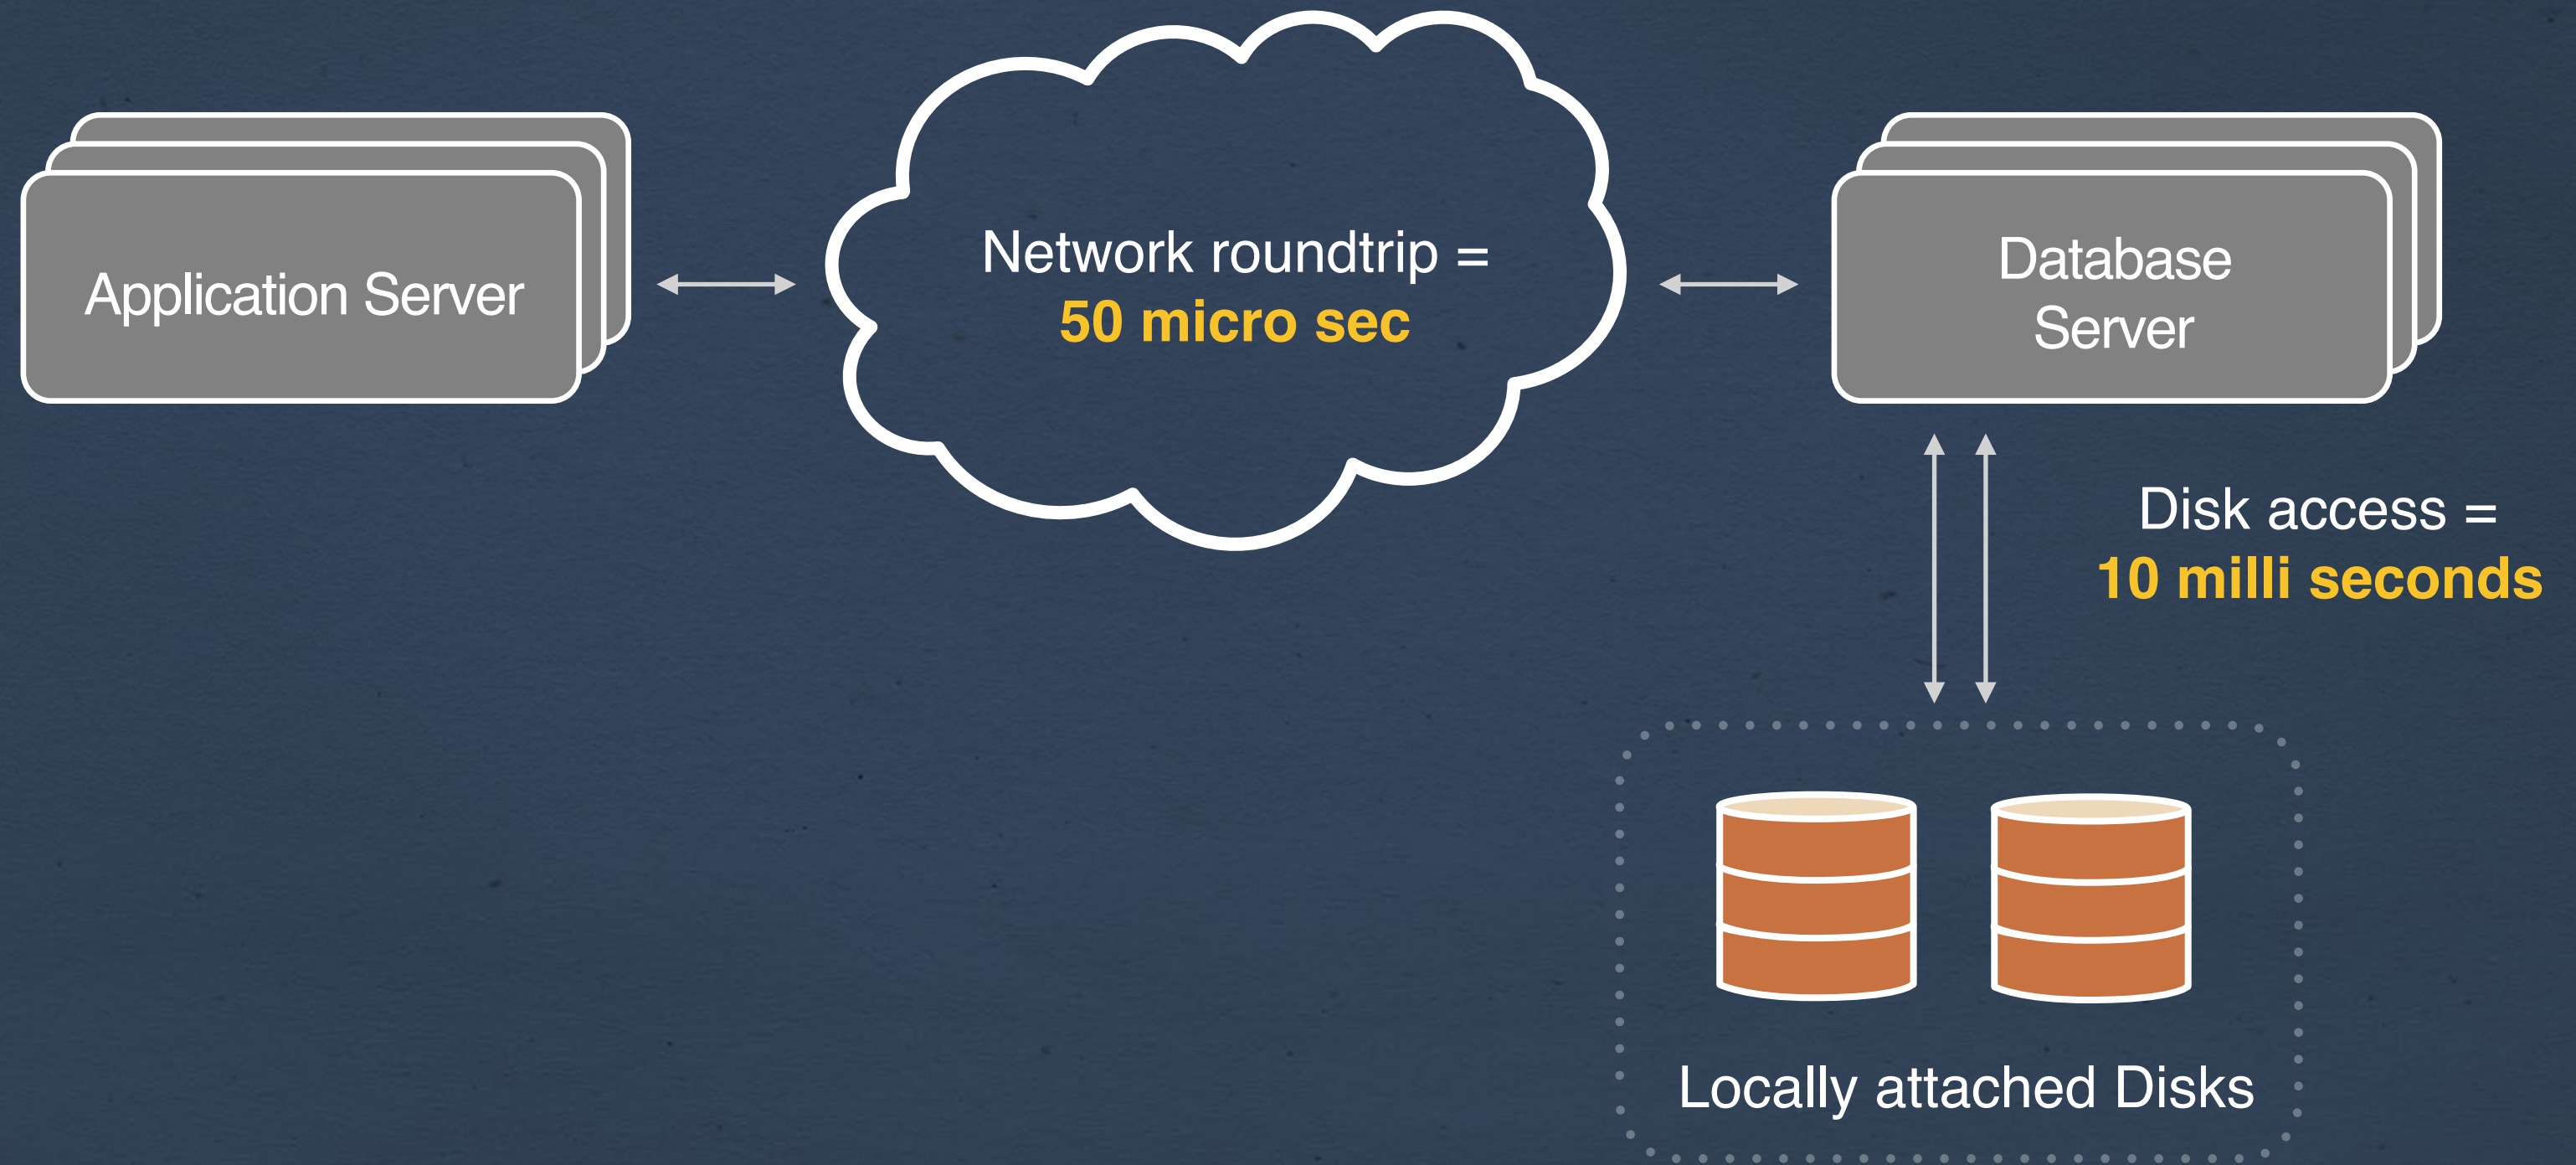 Application Server
Network roundtrip =
50 micro sec
Database
Server
Disk access =
10 milli seconds
Locally attached Disks